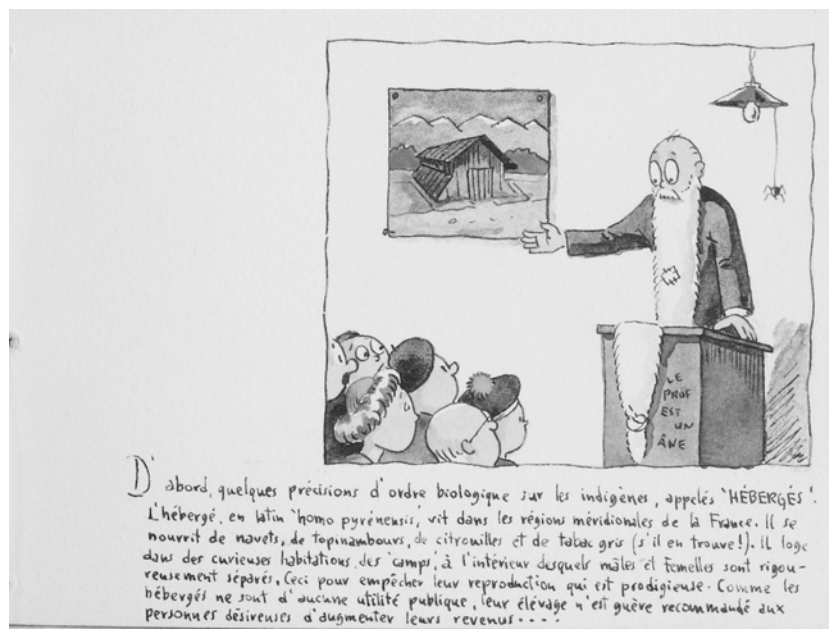 LE
PROF
EST
UN
ÂNE
D'abord, quelques précisions d'ordre biologique sur les indigènes, appelés "HÉBERGÉS".
L'hébergé, en latin "homo pyrenensis", vit dans les régions méridionales de la France. Il se
nourrit de navets, de topinambours, de citrouilles et de tabac gris (s'il en trouve!). Il loge
dans des curieuses habitations, des "camps", à l'intérieur desquels mâles et femelles sont rigou-
reusement séparés. Ceci pour empêcher leur reproduction qui est prodigieuse. Comme les
hébergés ne sont d'aucune utilité publique, leur élévage n'est guère recommandé aux
personnes désireuses d'augmenter leurs revenus....